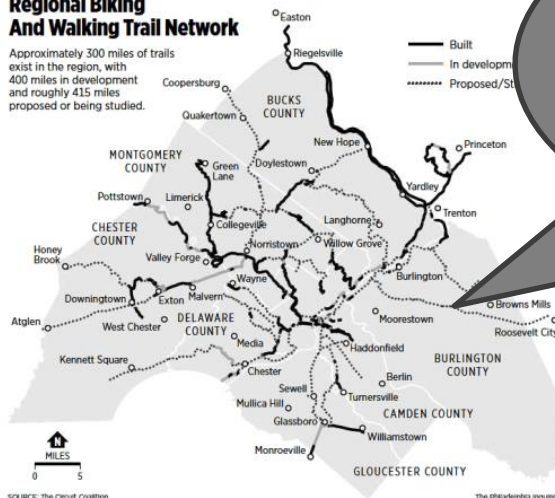 Regional Biking
And Walking Trail Network
Approximately 300 miles of trails
exist in the region, with
400 miles in development
and roughly 415 miles
proposed or being studied.
Built
In developm
Proposed/St
Easton
Riegelsville
Coopersburg
BUCKS
COUNTY
Quakertown
New Hope
Princeton
MONTGOMERY
COUNTY
Green
Lane
Doylestown
Yardley
Pottstown
Limerick
Trenton
Langhorne
CHESTER
COUNTY
Collegeville
Norristown
Willow Grove
Honey
Brook
Valley Forge
Burlington
Wayne
Downingtown
Exton
Malvern
Browns Mills
Atglen
West Chester
DELAWARE
COUNTY
Moorestown
Roosevelt City
Media
Haddonfield
BURLINGTON
COUNTY
Kennett Square
Chester
Berlin
Sewell
Turnersville
Mullica Hill
CAMDEN COUNTY
Glassboro
Williamstown
N
MILES
0 5
Monroeville
GLOUCESTER COUNTY
SOURCE: The Circuit Coalition
The Philadelphia Inquir